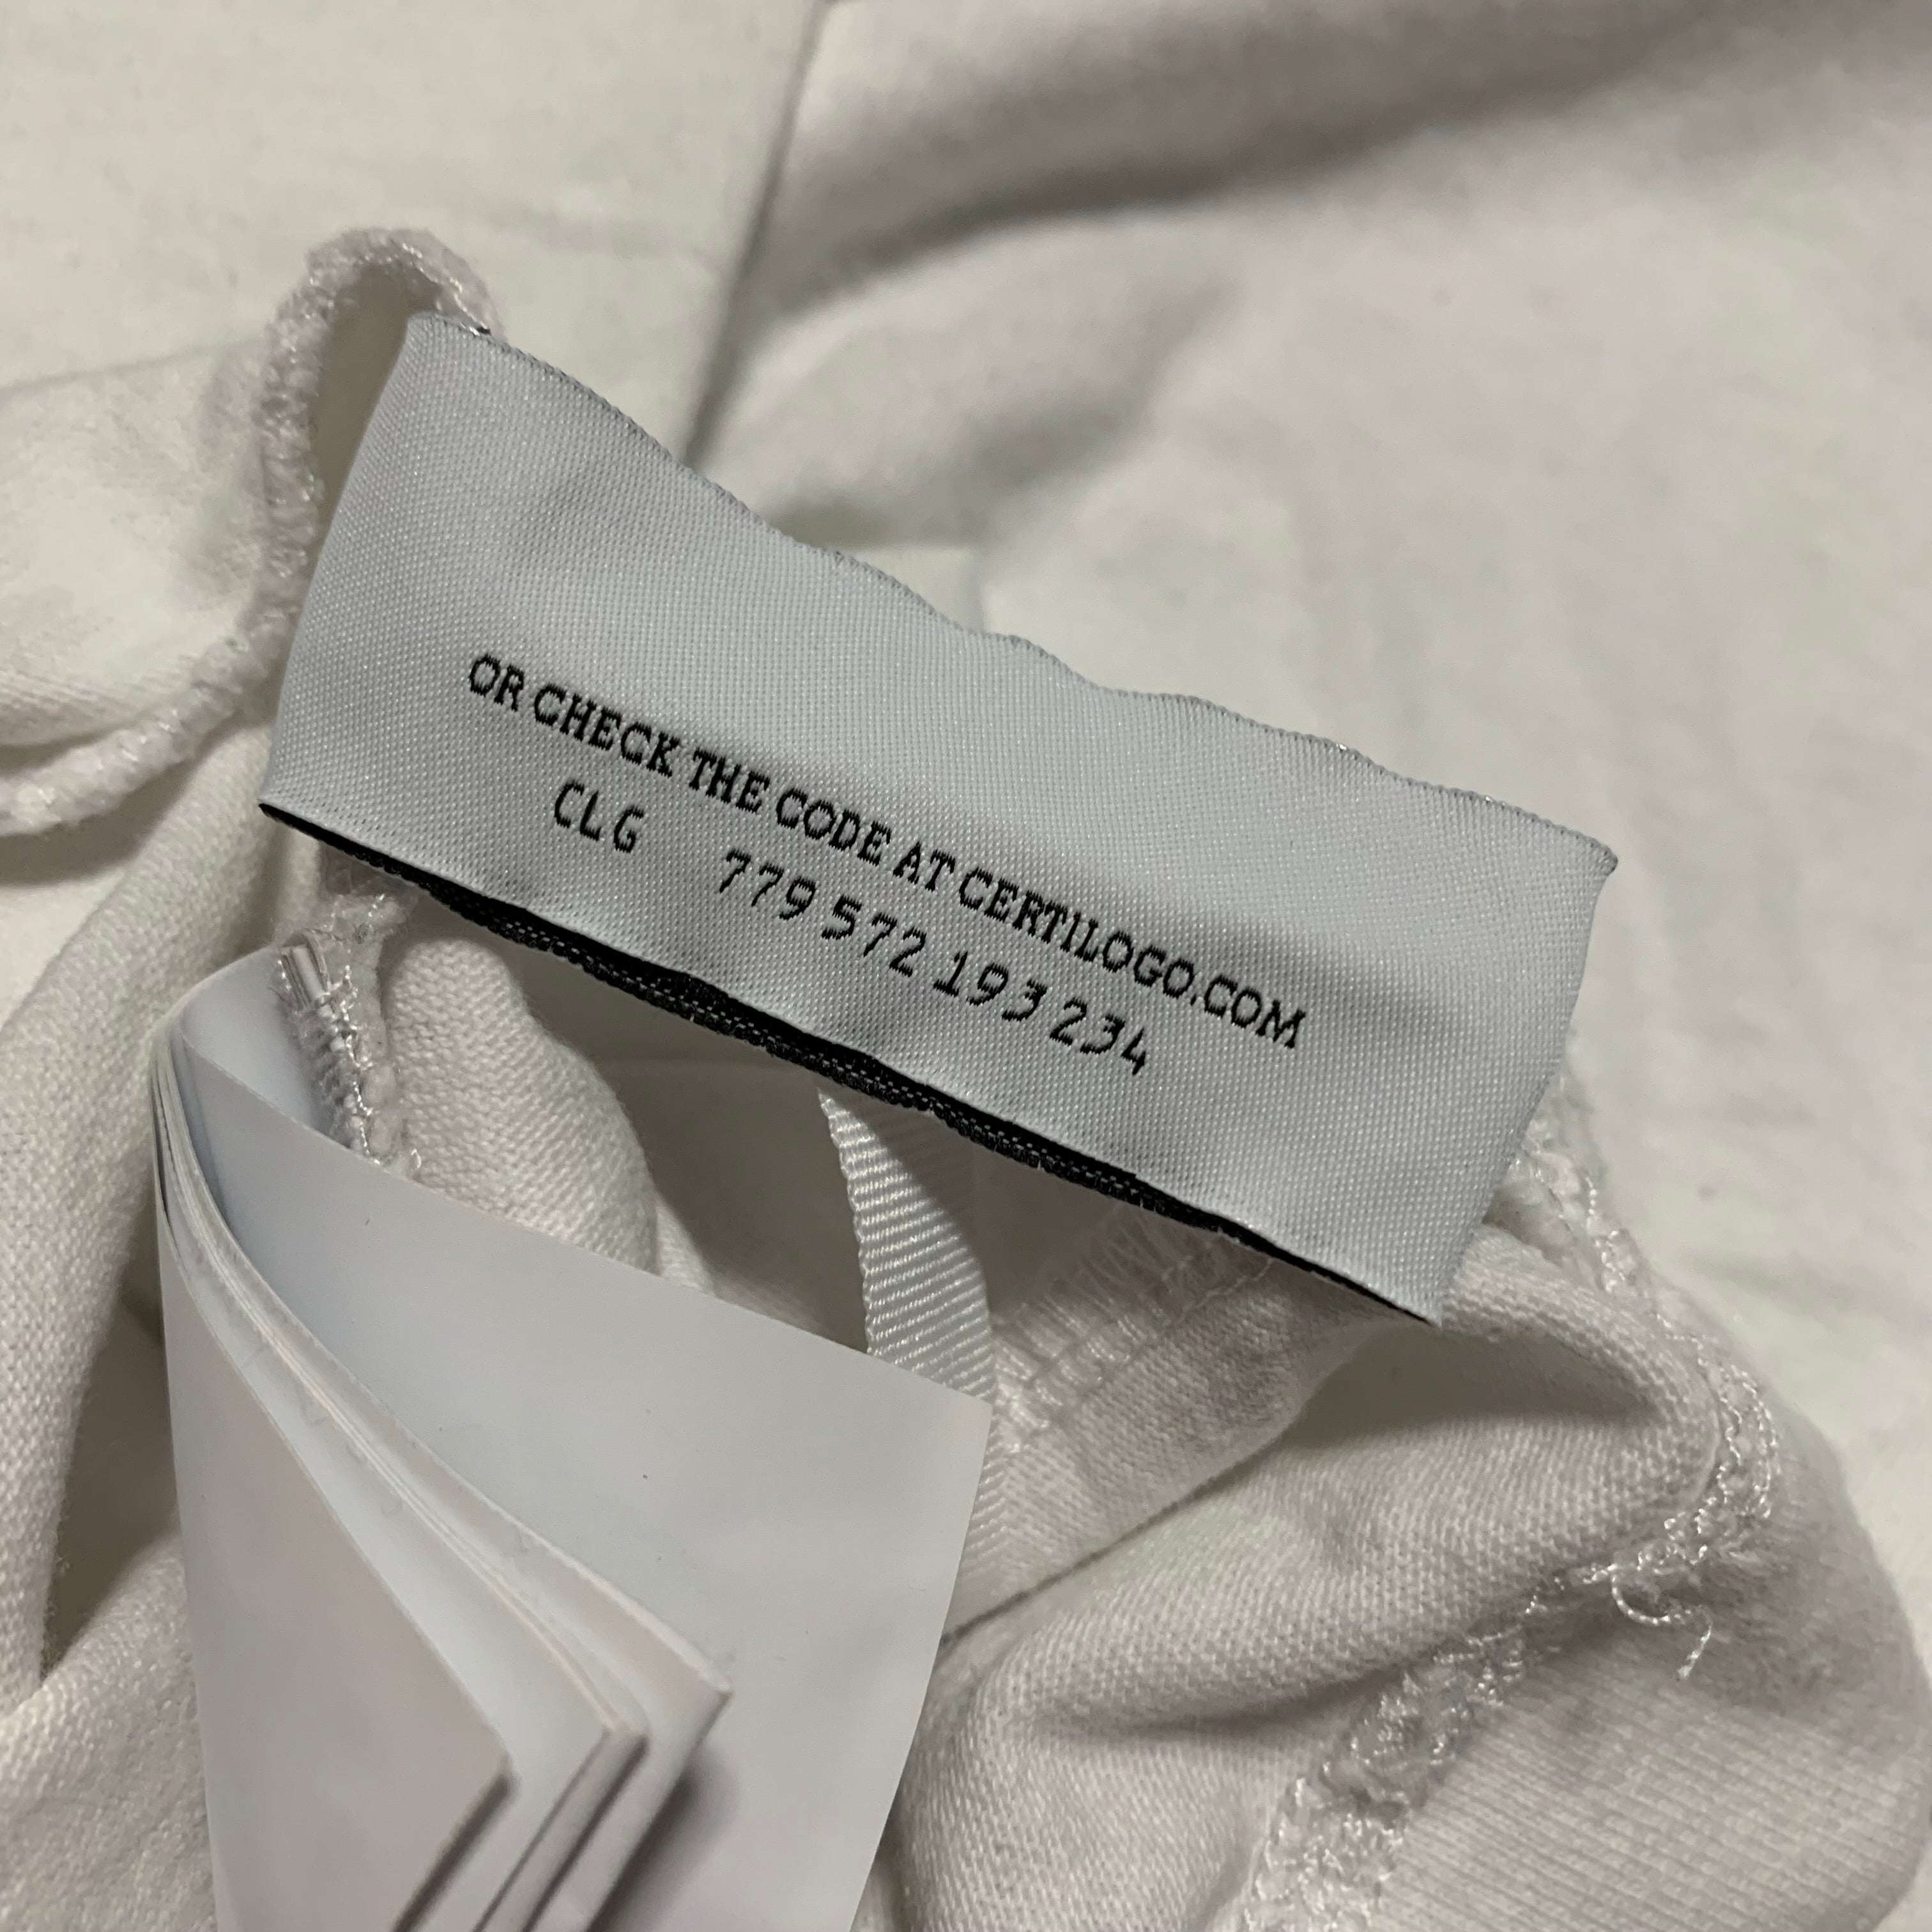 OR CHECK THE CODE AT CERTILOGO.COM
CLG 779 572 193 234